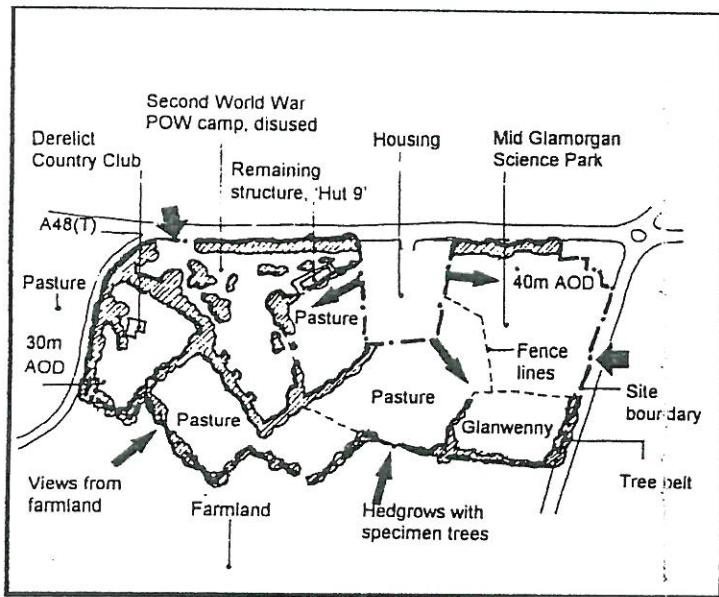 Second World War
POW camp, disused
Derelict
Country Club
Remaining
structure, 'Hut 9'
Housing
Mid Glamorgan
Science Park
A48(T)
Pasture
30m
AOD
Pasture
40m AOD
Fence
lines
Pasture
Pasture
Glanwenny
Site
boundary
Tree belt
Views from
farmland
Farmland
Hedgrows with
specimen trees